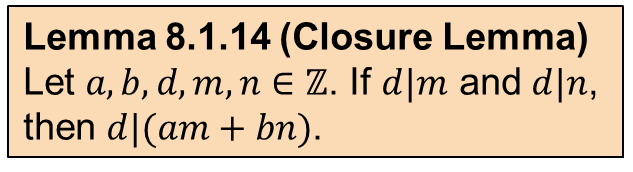 Lemma 8.1.14 (Closure Lemma)
Let 𝑎, 𝑏, 𝑑, 𝑚, 𝑛 ∈ ℤ. If 𝑑|𝑚 and 𝑑|𝑛,
then 𝑑|(𝑎𝑚 + 𝑏𝑛).